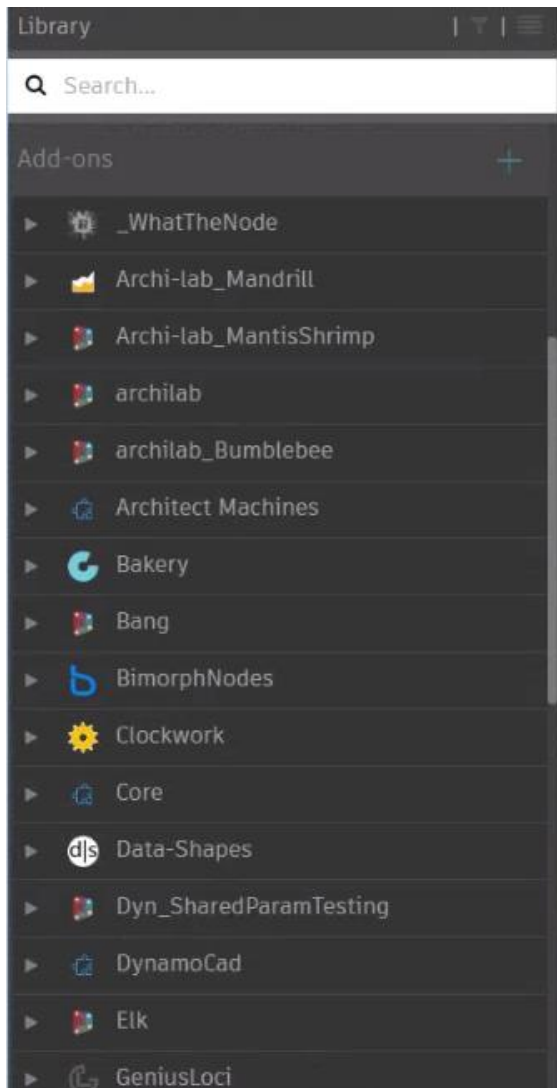 Library
Search...
Add-ons
_WhatTheNode
Archi-lab_Mandrill
Archi-lab_MantisShrimp
archilab
archilab_Bumblebee
Architect Machines
Bakery
Bang
BimorphNodes
Clockwork
Core
d|s Data-Shapes
Dyn_SharedParamTesting
DynamoCad
Elk
GeniusLoci